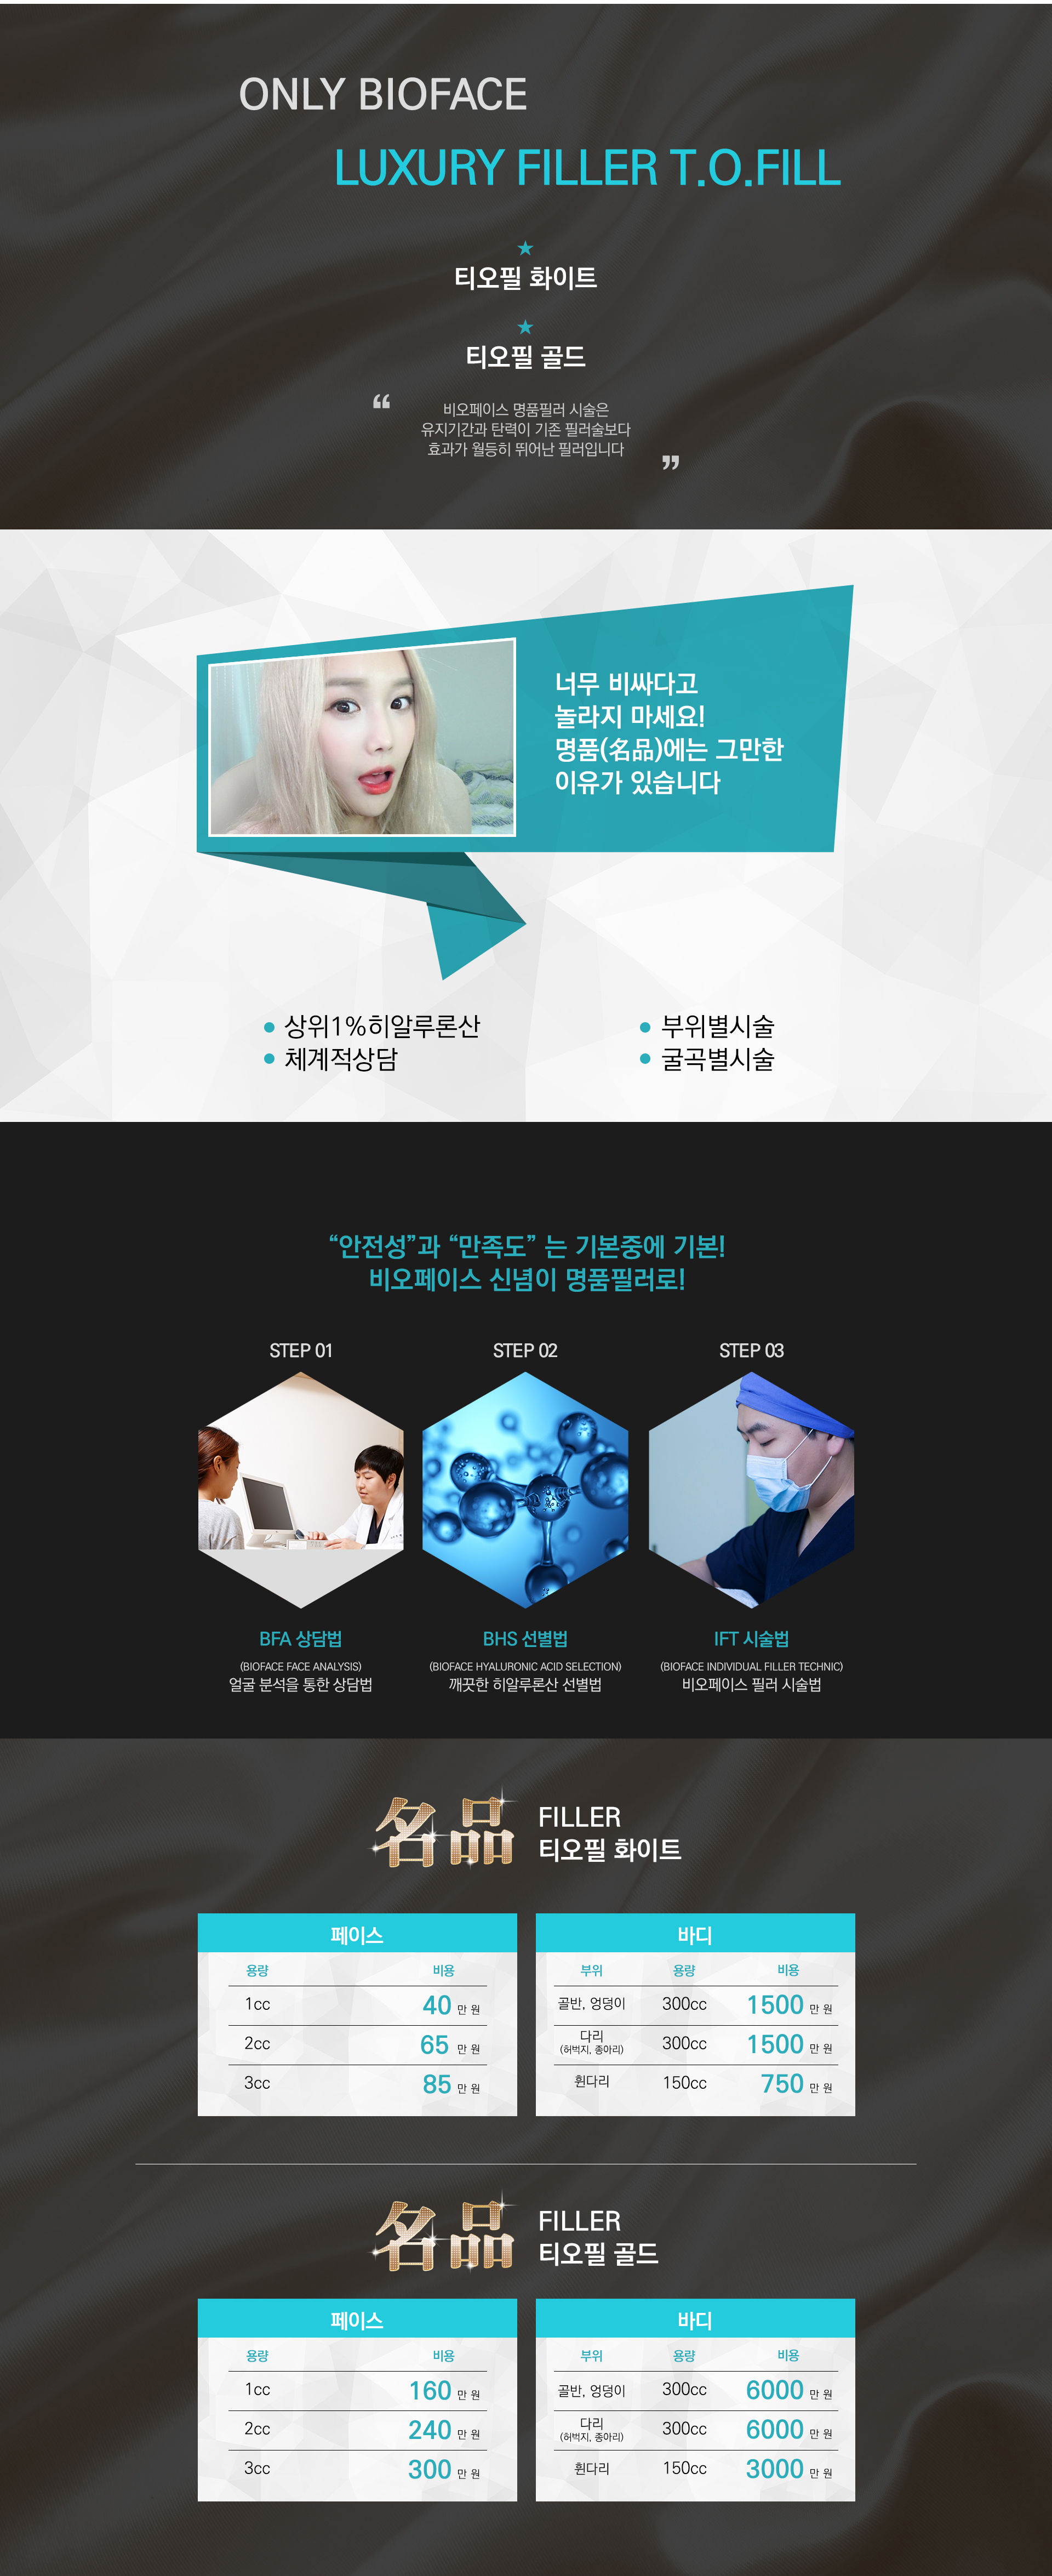 ONLY BIOFACE
LUXURY FILLER T.O.FILL
★
티오필 화이트
★
티오필 골드
“
비오페이스 명품필러 시술은
유지기간과 탄력이 기존 필러술보다
효과가 월등히 뛰어난 필러입니다
”
너무 비싸다고
놀라지 마세요!
명품(名品)에는 그만한
이유가 있습니다
● 상위1%히알루론산
● 체계적상담
● 부위별시술
● 굴곡별시술
“안전성”과 “만족도” 는 기본중에 기본!
비오페이스 신념이 명품필러로!
STEP 01
BFA 상담법
(BIOFACE FACE ANALYSIS)
얼굴 분석을 통한 상담법
STEP 02
BHS 선별법
(BIOFACE HYALURONIC ACID SELECTION)
깨끗한 히알루론산 선별법
STEP 03
IFT 시술법
(BIOFACE INDIVIDUAL FILLER TECHNIC)
비오페이스 필러 시술법
名品
FILLER
티오필 화이트
페이스
용량 비용
1cc 40 만 원
2cc 65 만 원
3cc 85 만 원
바디
부위 용량 비용
골반, 엉덩이 300cc 1500 만 원
다리
(허벅지, 종아리) 300cc 1500 만 원
휜다리 150cc 750 만 원
名品
FILLER
티오필 골드
페이스
용량 비용
1cc 160 만 원
2cc 240 만 원
3cc 300 만 원
바디
부위 용량 비용
골반, 엉덩이 300cc 6000 만 원
다리
(허벅지, 종아리) 300cc 6000 만 원
휜다리 150cc 3000 만 원